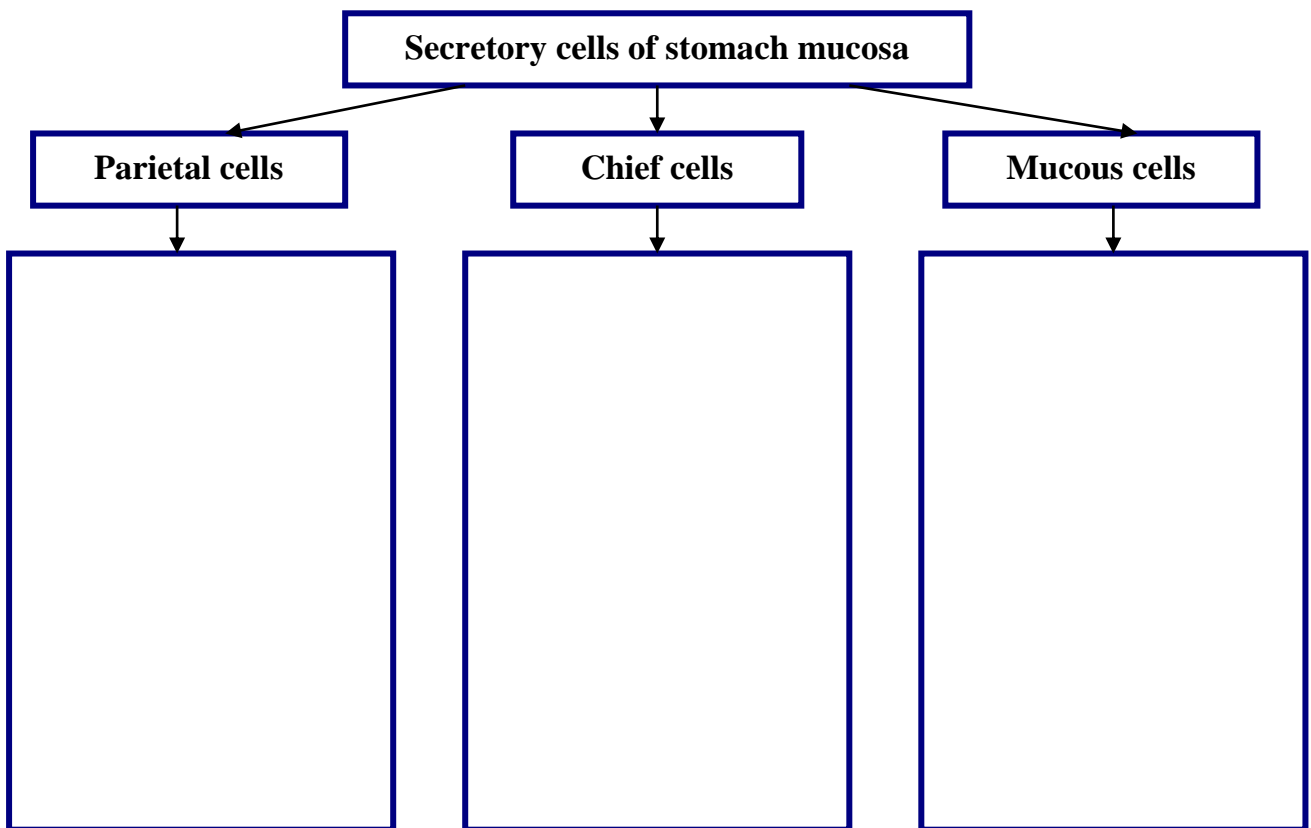 Secretory cells of stomach mucosa
Parietal cells
Chief cells
Mucous cells